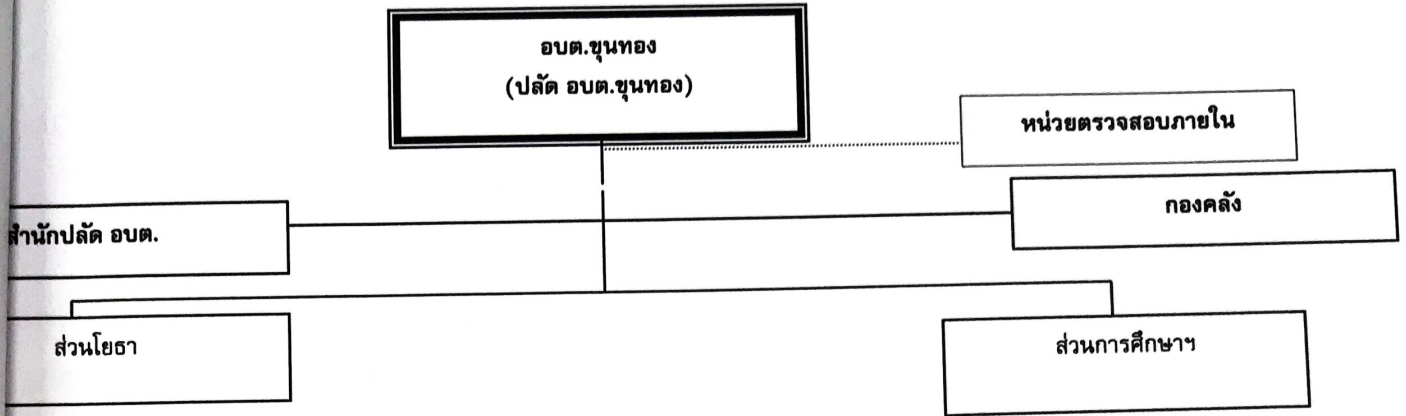 อบต.ขุนทอง
(ปลัด อบต.ขุนทอง)
หน่วยตรวจสอบภายใน
กองคลัง
สำนักปลัด อบต.
ส่วนโยธา
ส่วนการศึกษาฯ